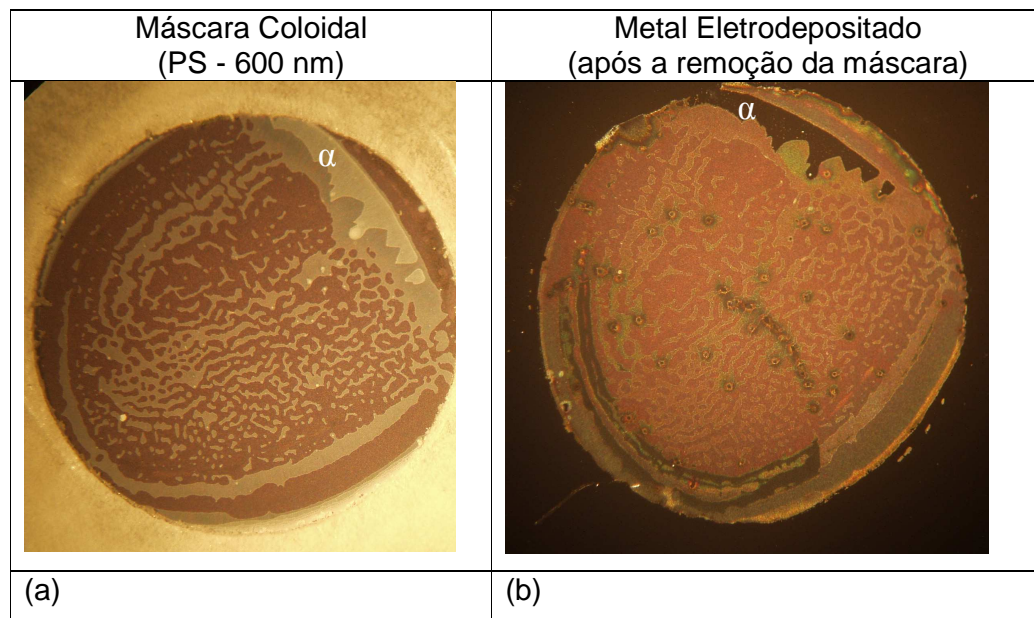 Máscara Coloidal
(PS - 600 nm)
Metal Eletrodepositado
(após a remoção da máscara)
α
α
(a)
(b)